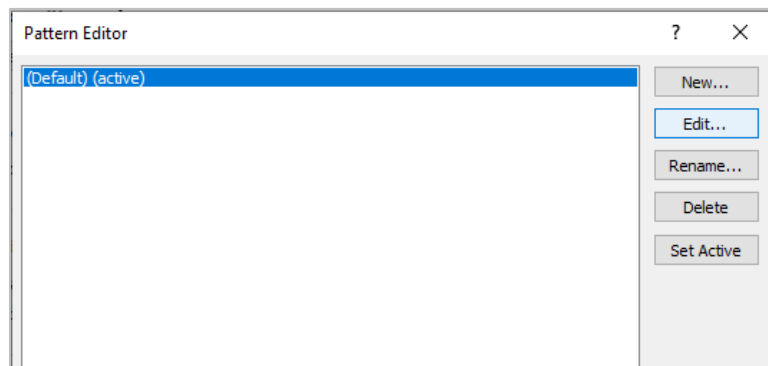 Pattern Editor
?
(Default) (active)
New...
Edit...
Rename...
Delete
Set Active